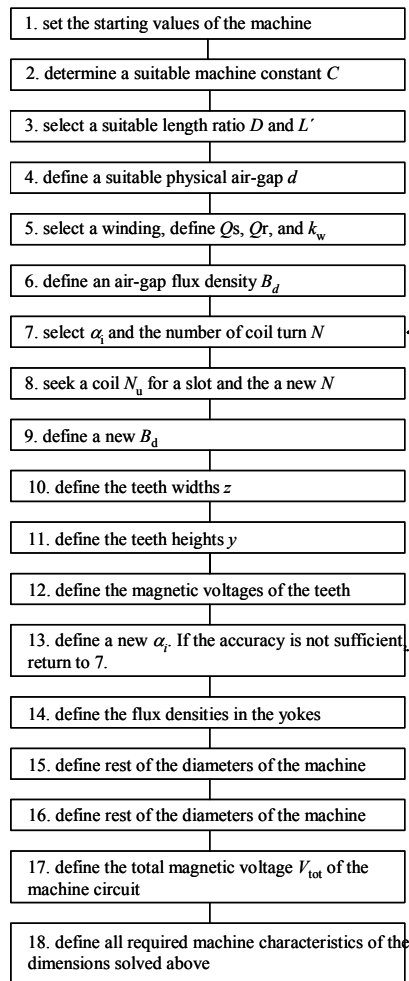 1. set the starting values of the machine
2. determine a suitable machine constant C
3. select a suitable length ratio D and L´
4. define a suitable physical air-gap d
5. select a winding, define Qs, Qr, and kw
6. define an air-gap flux density Bd
7. select αi and the number of coil turn N
8. seek a coil Nu for a slot and the a new N
9. define a new Bd
10. define the teeth widths z
11. define the teeth heights y
12. define the magnetic voltages of the teeth
13. define a new αi. If the accuracy is not sufficient,
return to 7.
14. define the flux densities in the yokes
15. define rest of the diameters of the machine
16. define rest of the diameters of the machine
17. define the total magnetic voltage Vtot of the
machine circuit
18. define all required machine characteristics of the
dimensions solved above